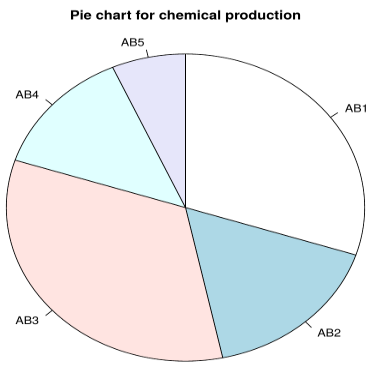 Pie chart for chemical production
AB5
AB4
AB1
AB3
AB2